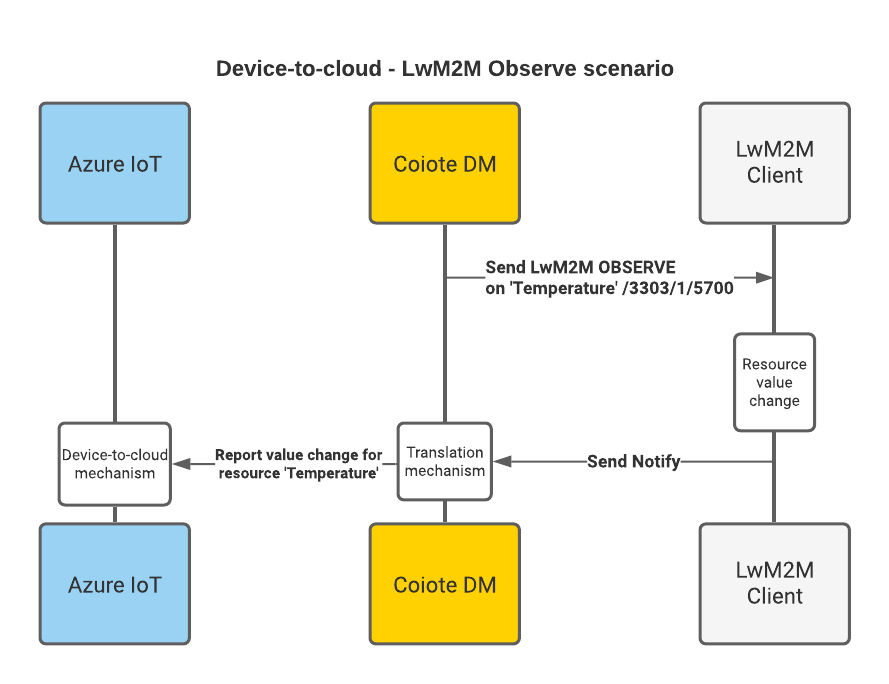 Device-to-cloud - LwM2M Observe scenario
Azure IoT
Coiote DM
LwM2M
Client
Send LwM2M OBSERVE
on 'Temperature' /3303/1/5700
Resource
value
change
Device-to-cloud
mechanism
Report value change for
resource 'Temperature'
Translation
mechanism
Send Notify
Azure IoT
Coiote DM
LwM2M
Client